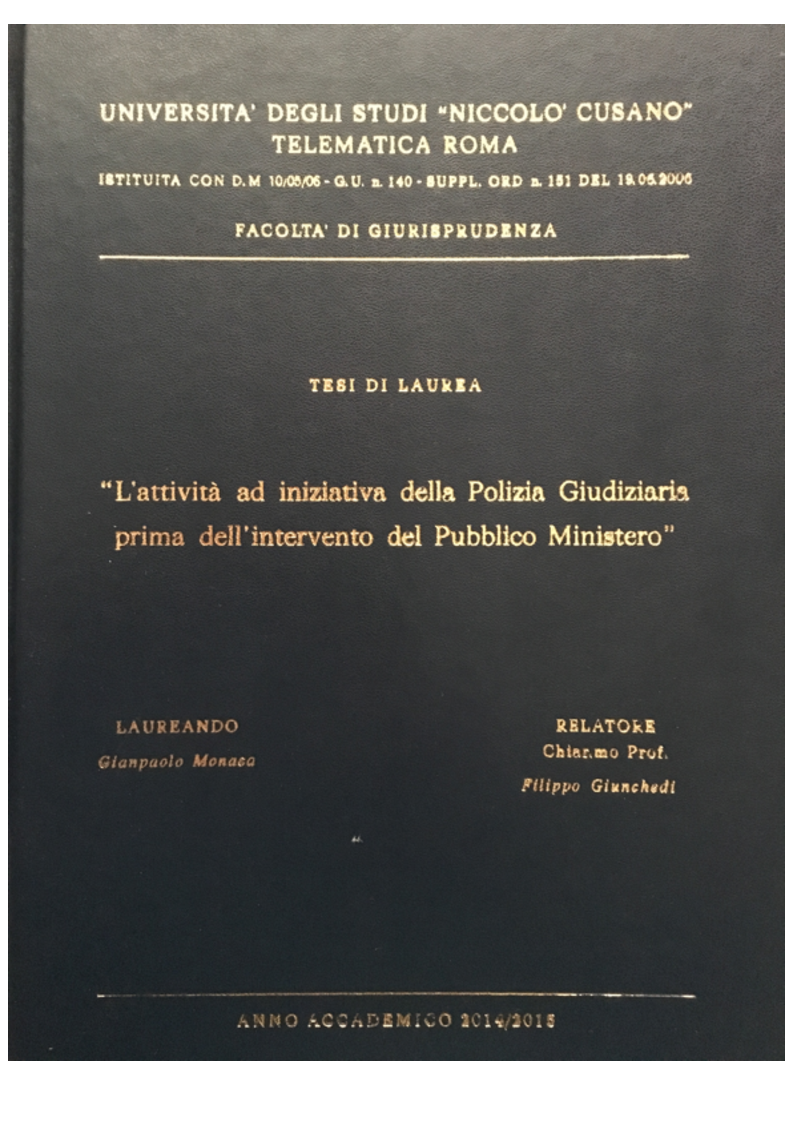 UNIVERSITA' DEGLI STUDI "NICCOLO' CUSANO"
TELEMATICA ROMA
ISTITUITA CON D.M 10/05/06 - G.U. n. 140 - SUPPL. ORD n. 151 DEL 19.06.2006
FACOLTA' DI GIURISPRUDENZA
TESI DI LAUREA
"L'attività ad iniziativa della Polizia Giudiziaria
prima dell'intervento del Pubblico Ministero"
LAUREANDO
Gianpaolo Monaca
RELATORE
Chiar.mo Prof.
Filippo Giunchedi
ANNO ACCADEMICO 2014/2015